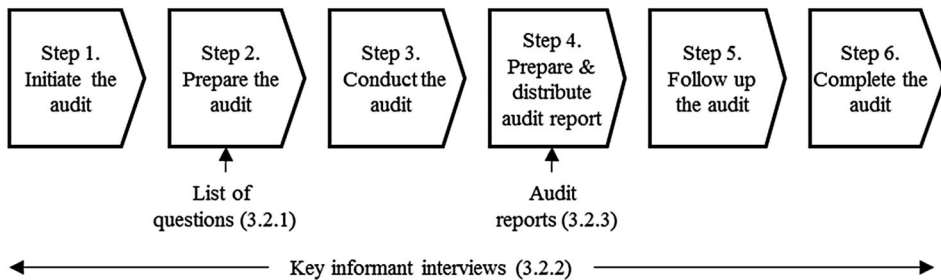 Step 1.
Initiate the
audit
Step 2.
Prepare the
audit
Step 3.
Conduct the
audit
Step 4.
Prepare &
distribute
audit report
Step 5.
Follow up
the audit
Step 6.
Complete the
audit
List of
questions (3.2.1)
Audit
reports (3.2.3)
Key informant interviews (3.2.2)